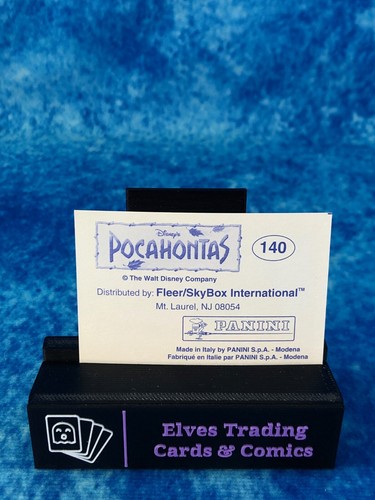 Disney's
POCAHONTAS
140
© The Walt Disney Company
Distributed by: Fleer/SkyBox International™
Mt. Laurel, NJ 08054
PANINI
Made in Italy by PANINI S.p.A. - Modena
Fabriqué en Italie par PANINI S.p.A. - Modena
Elves Trading
Cards & Comics